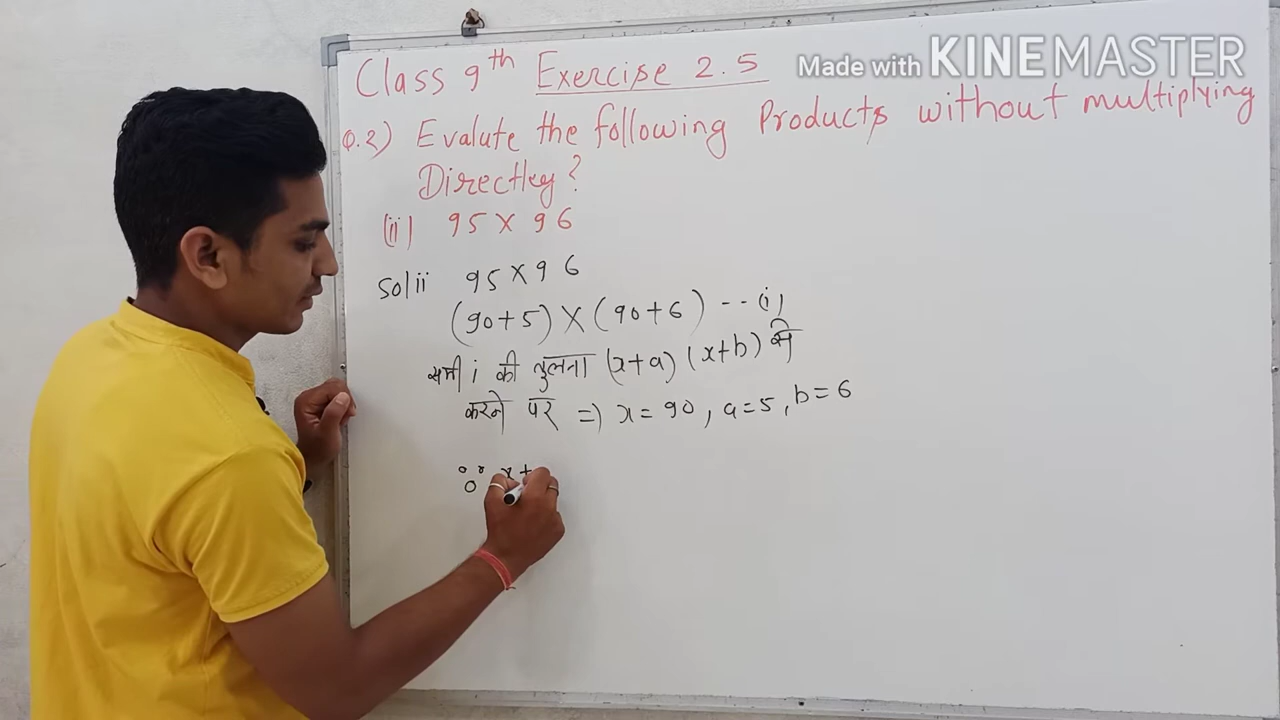 Class 9th Exercise 2.5
Made with KINEMASTER
Q.2) Evalute the following Products without multiplying
Directley?
(ii) 95 X 96
Sol ii 95 X 96
(90+5) X (90+6) -- (i)
समी i की तुलना (x+a) (x+b) से
करने पर => x = 90, a=5, b=6
∵ x+